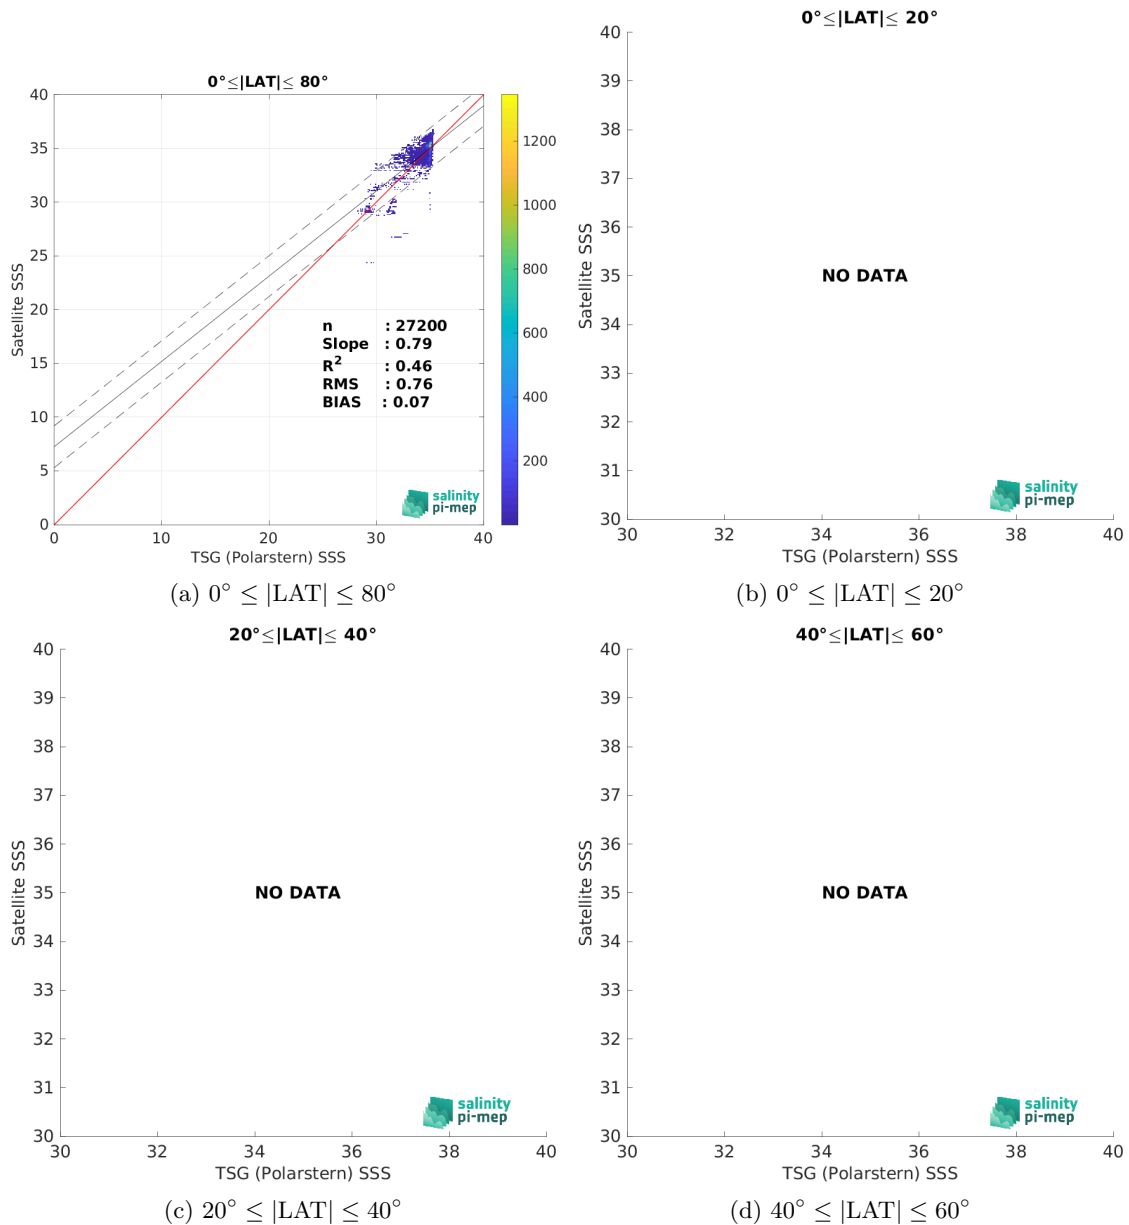 0°≤|LAT|≤ 80°
40
35
30
25
20
15
10
5
0
0
10
20
30
40
Satellite SSS
TSG (Polarstern) SSS
n : 27200
Slope : 0.79
R2 : 0.46
RMS : 0.76
BIAS : 0.07
salinity
pi-mep
1200
1000
800
600
400
200
(a) 0° ≤ |LAT| ≤ 80°
0°≤|LAT|≤ 20°
40
39
38
37
36
35
34
33
32
31
30
30
32
34
36
38
40
Satellite SSS
NO DATA
salinity
pi-mep
TSG (Polarstern) SSS
(b) 0° ≤ |LAT| ≤ 20°
20°≤|LAT|≤ 40°
40
39
38
37
36
35
34
33
32
31
30
30
32
34
36
38
40
Satellite SSS
NO DATA
salinity
pi-mep
TSG (Polarstern) SSS
(c) 20° ≤ |LAT| ≤ 40°
40°≤|LAT|≤ 60°
40
39
38
37
36
35
34
33
32
31
30
30
32
34
36
38
40
Satellite SSS
NO DATA
salinity
pi-mep
TSG (Polarstern) SSS
(d) 40° ≤ |LAT| ≤ 60°